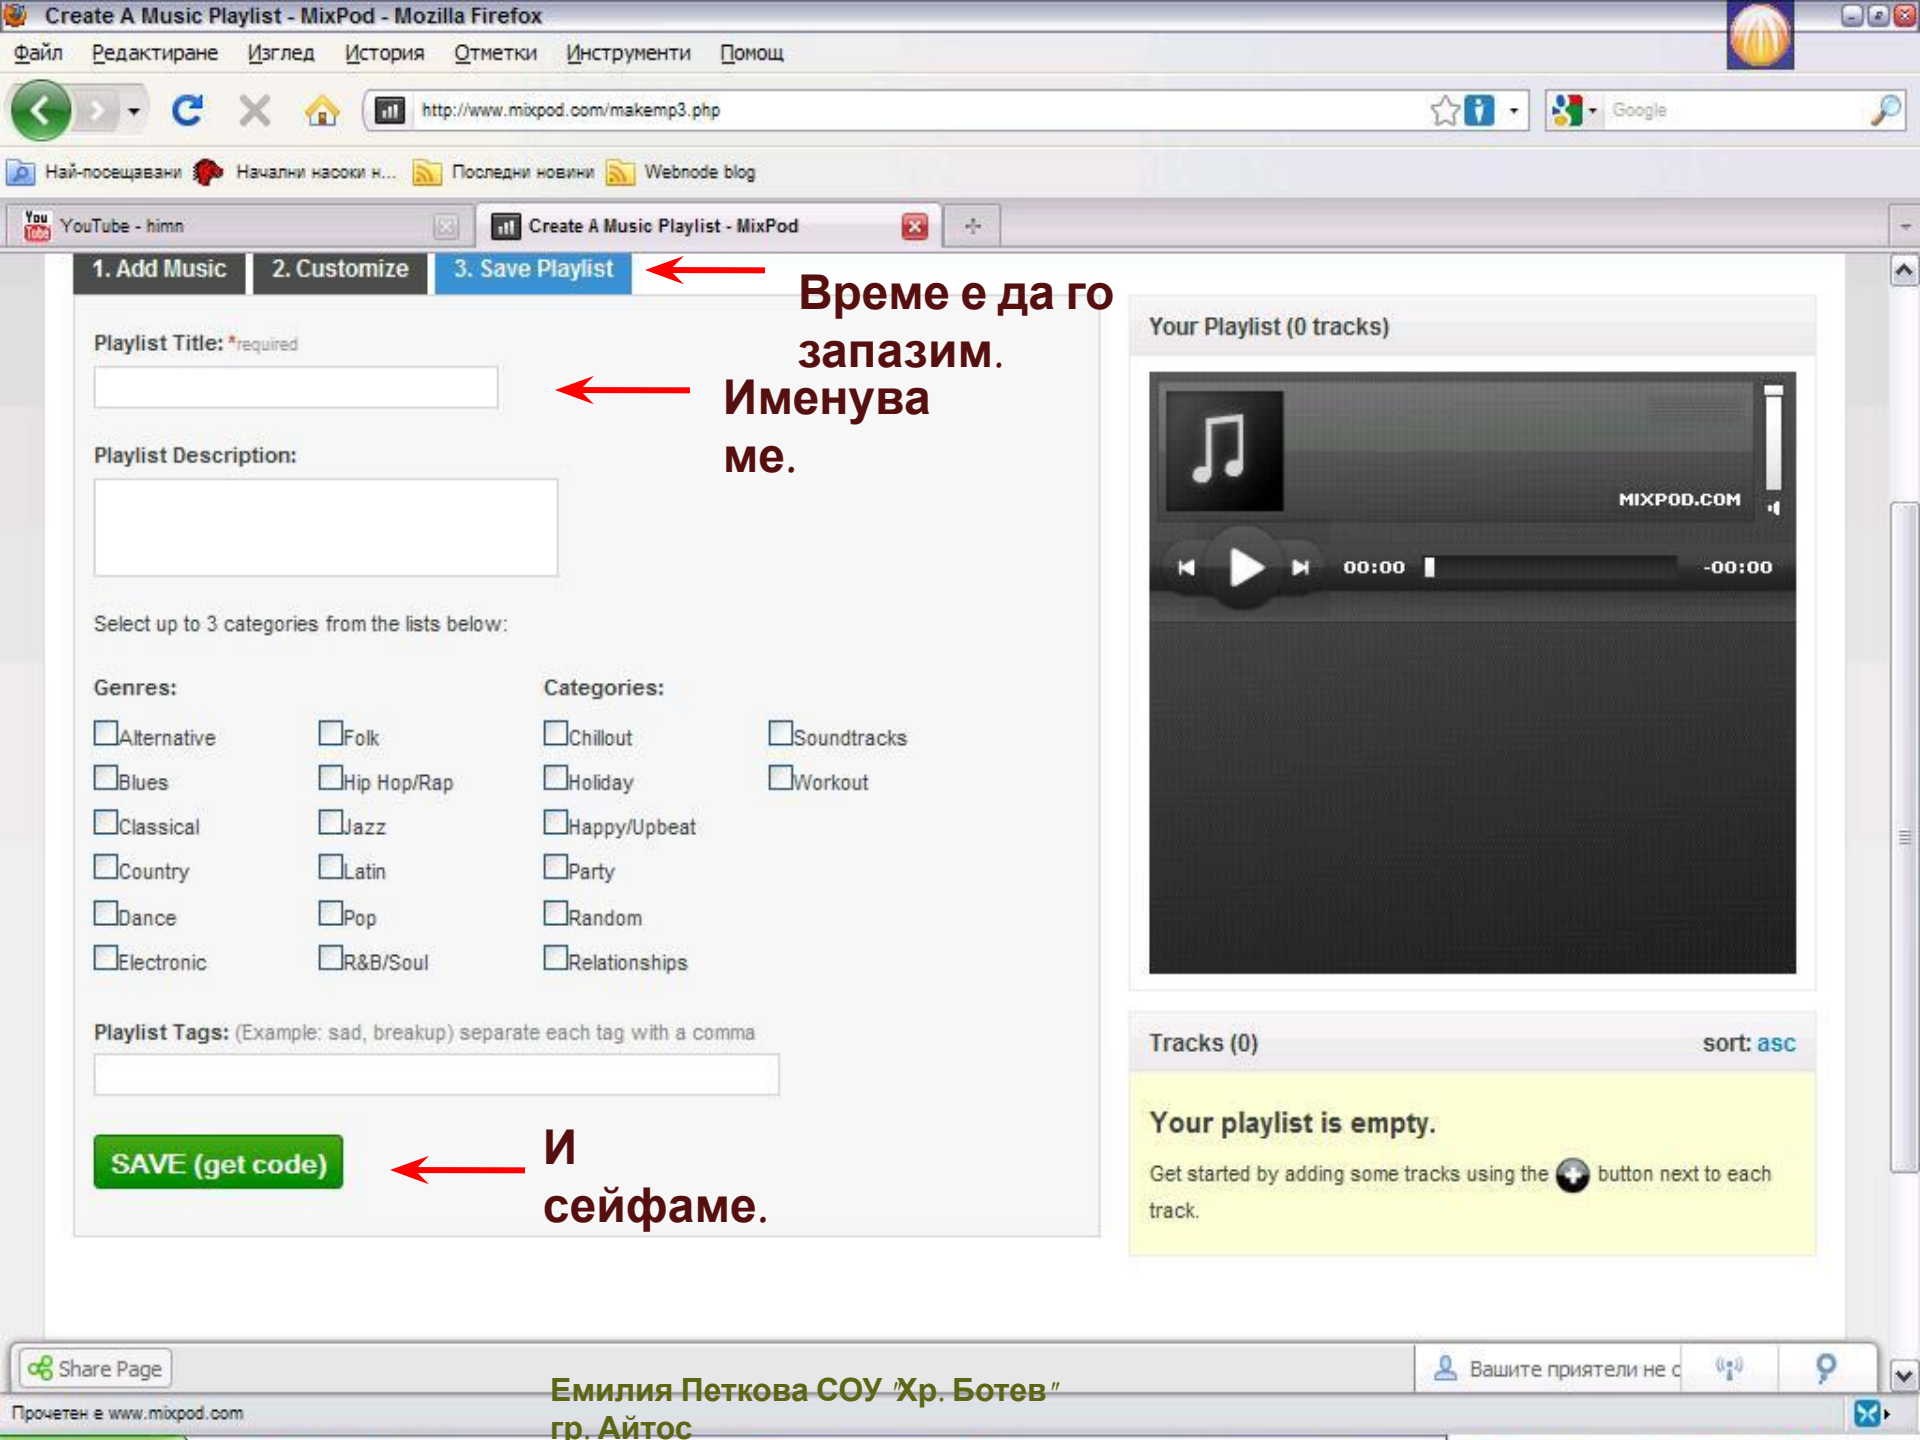 Create A Music Playlist - MixPod - Mozilla Firefox
Файл Редактиране Изглед История Отметки Инструменти Помощ
http://www.mixpod.com/makemp3.php
Google
Най-посещавани Начални насоки н... Последни новини Webnode blog
You Tube YouTube - himn
Create A Music Playlist - MixPod
1. Add Music 2. Customize 3. Save Playlist
Време е да го
запазим.
Playlist Title: *required
Именува
ме.
Playlist Description:
Select up to 3 categories from the lists below:
Genres: Categories:
Alternative Folk Chillout Soundtracks
Blues Hip Hop/Rap Holiday Workout
Classical Jazz Happy/Upbeat
Country Latin Party
Dance Pop Random
Electronic R&B/Soul Relationships
Playlist Tags: (Example: sad, breakup) separate each tag with a comma
SAVE (get code)
И
сейфаме.
Your Playlist (0 tracks)
MIXPOD.COM
00:00 -00:00
Tracks (0) sort: asc
Your playlist is empty.
Get started by adding some tracks using the button next to each
track.
Share Page
Вашите приятели не с
Емилия Петкова СОУ "Хр. Ботев"
гр. Айтос
Прочетен е www.mixpod.com